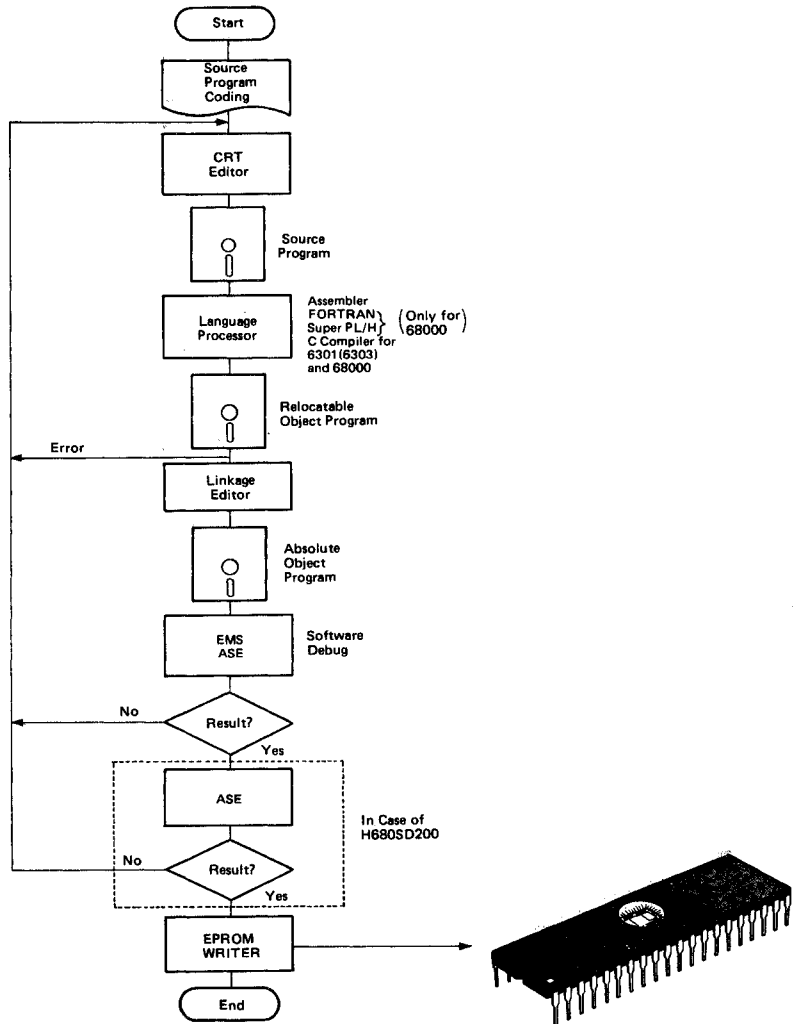 Start
Source
Program
Coding
CRT
Editor
Source
Program
Language
Processor
Assembler
FORTRAN
Super PL/H
(Only for
68000)
C Compiler for
6301(6303)
and 68000
Relocatable
Object Program
Error
Linkage
Editor
Absolute
Object
Program
EMS
ASE
Software
Debug
No
Result?
Yes
ASE
In Case of
H680SD200
No
Result?
Yes
EPROM
WRITER
End